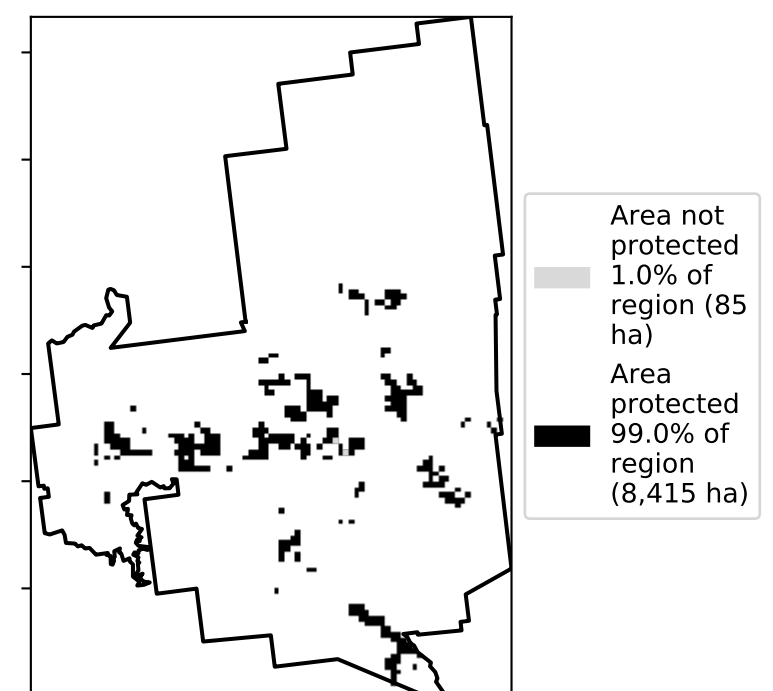 Area not
protected
1.0% of
region (85
ha)
Area
protected
99.0% of
region
(8,415 ha)